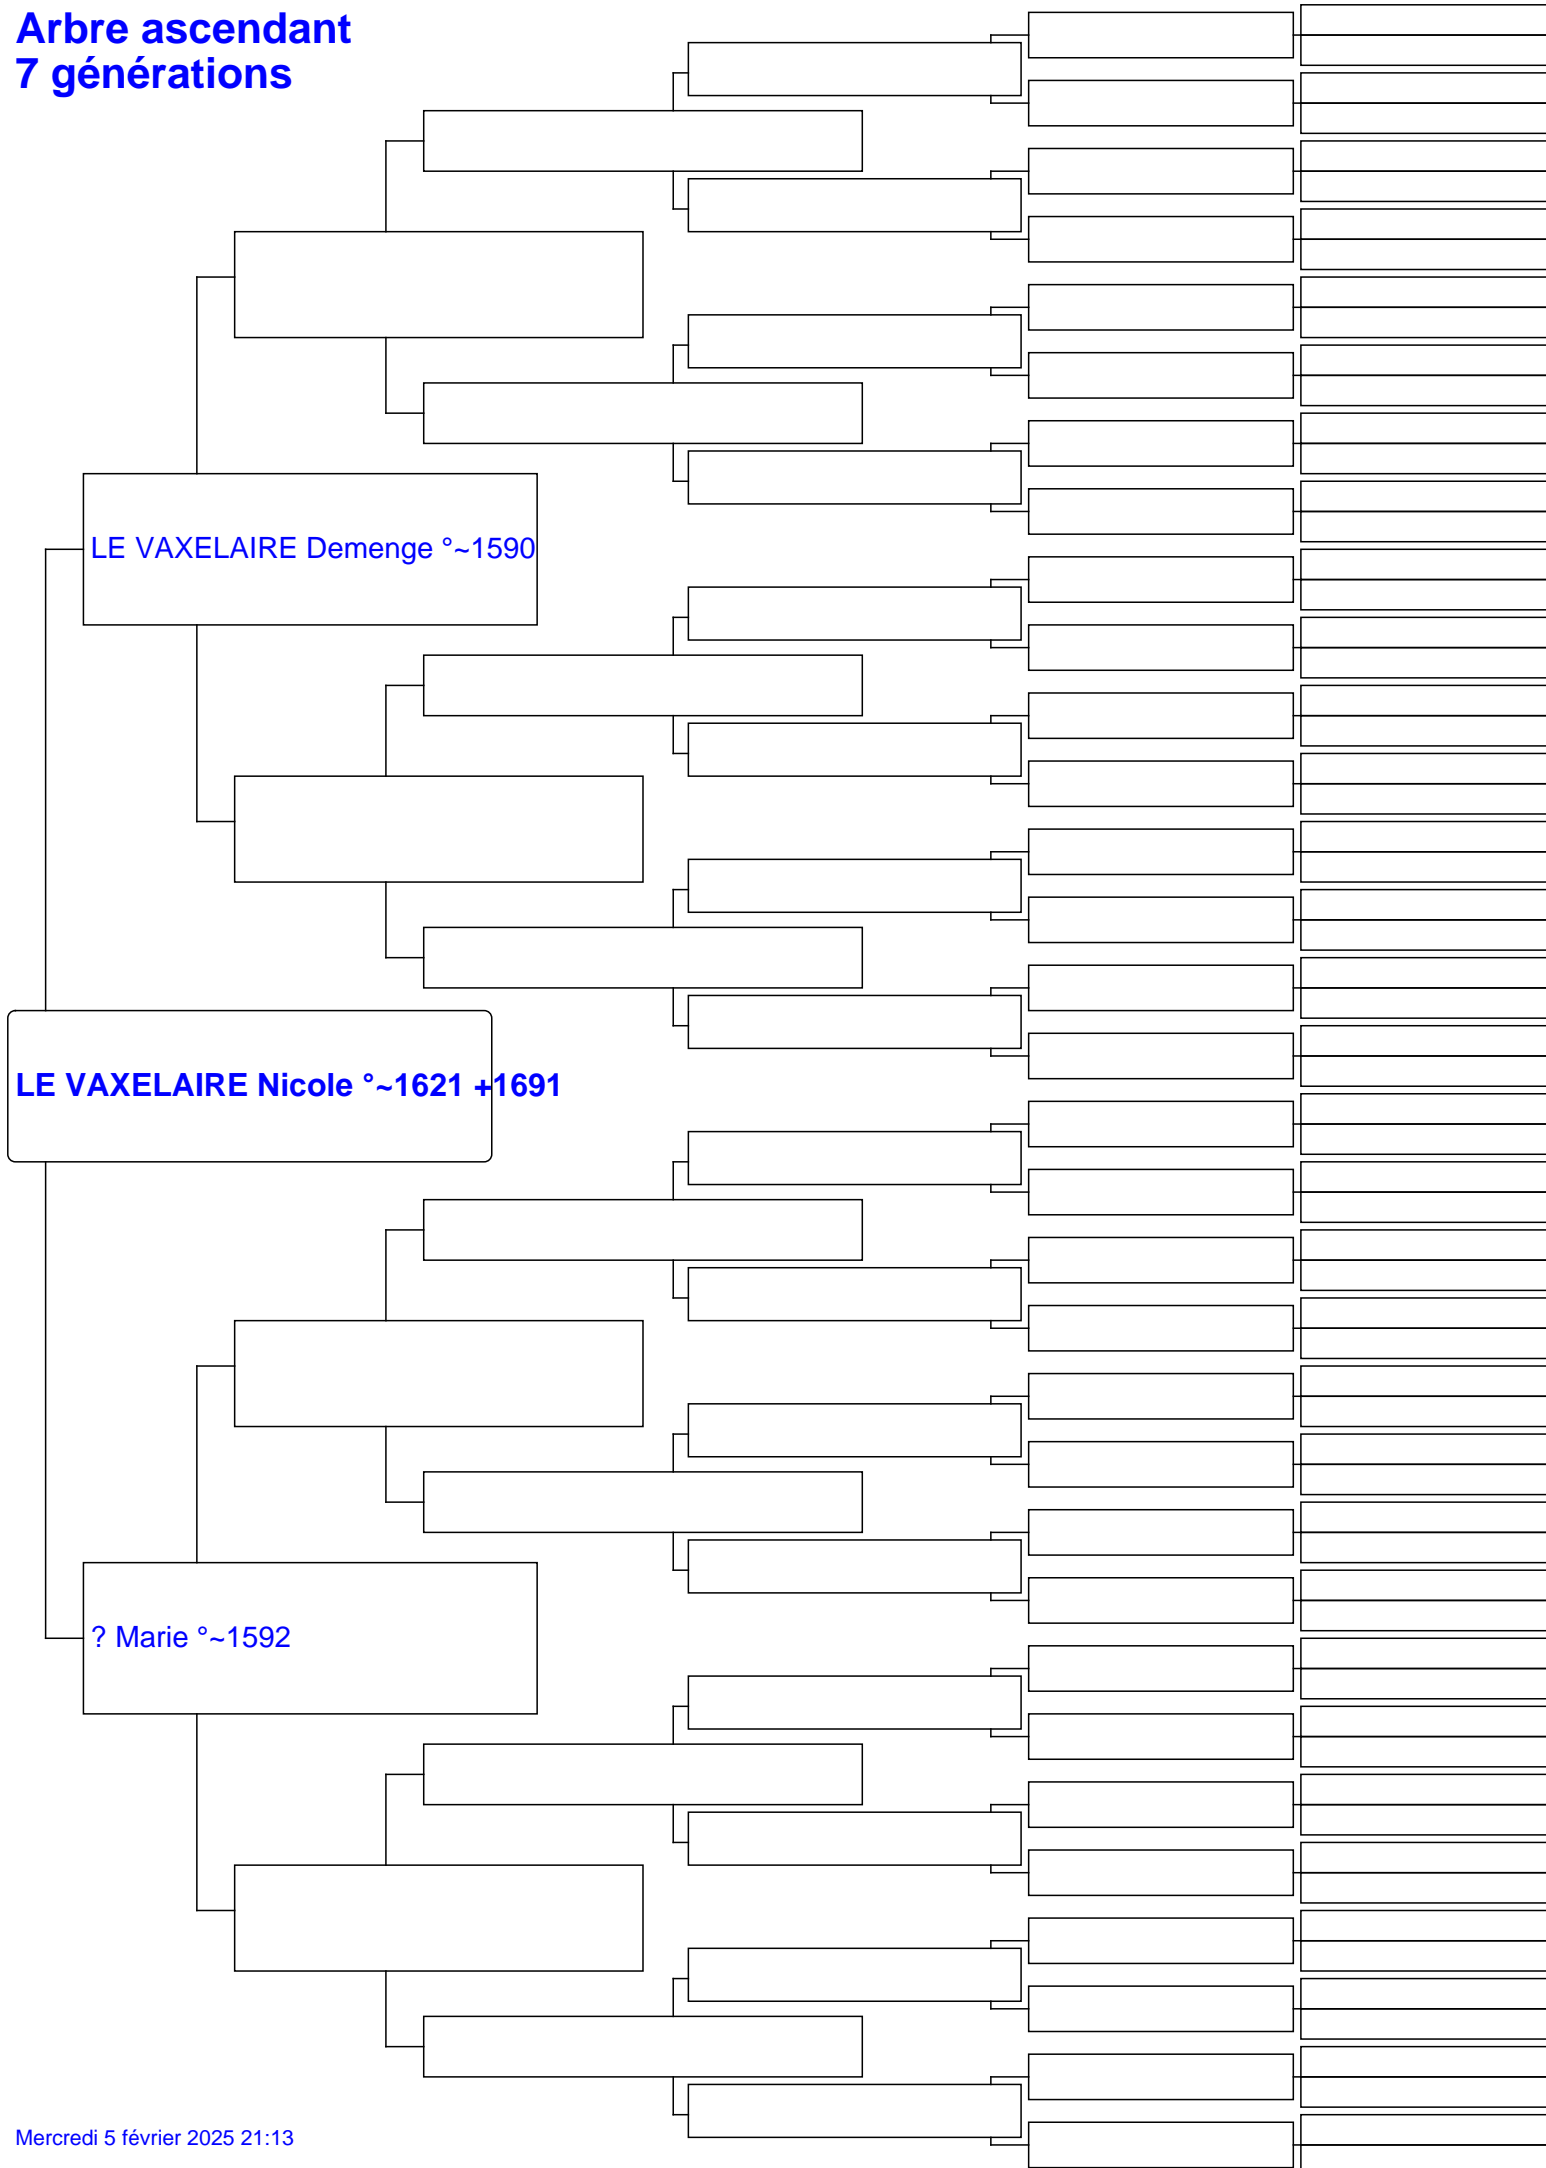 Arbre ascendant
7 générations
LE VAXELAIRE Demenge °~1590
LE VAXELAIRE Nicole °~1621 +1691
? Marie °~1592
Mercredi 5 février 2025 21:13